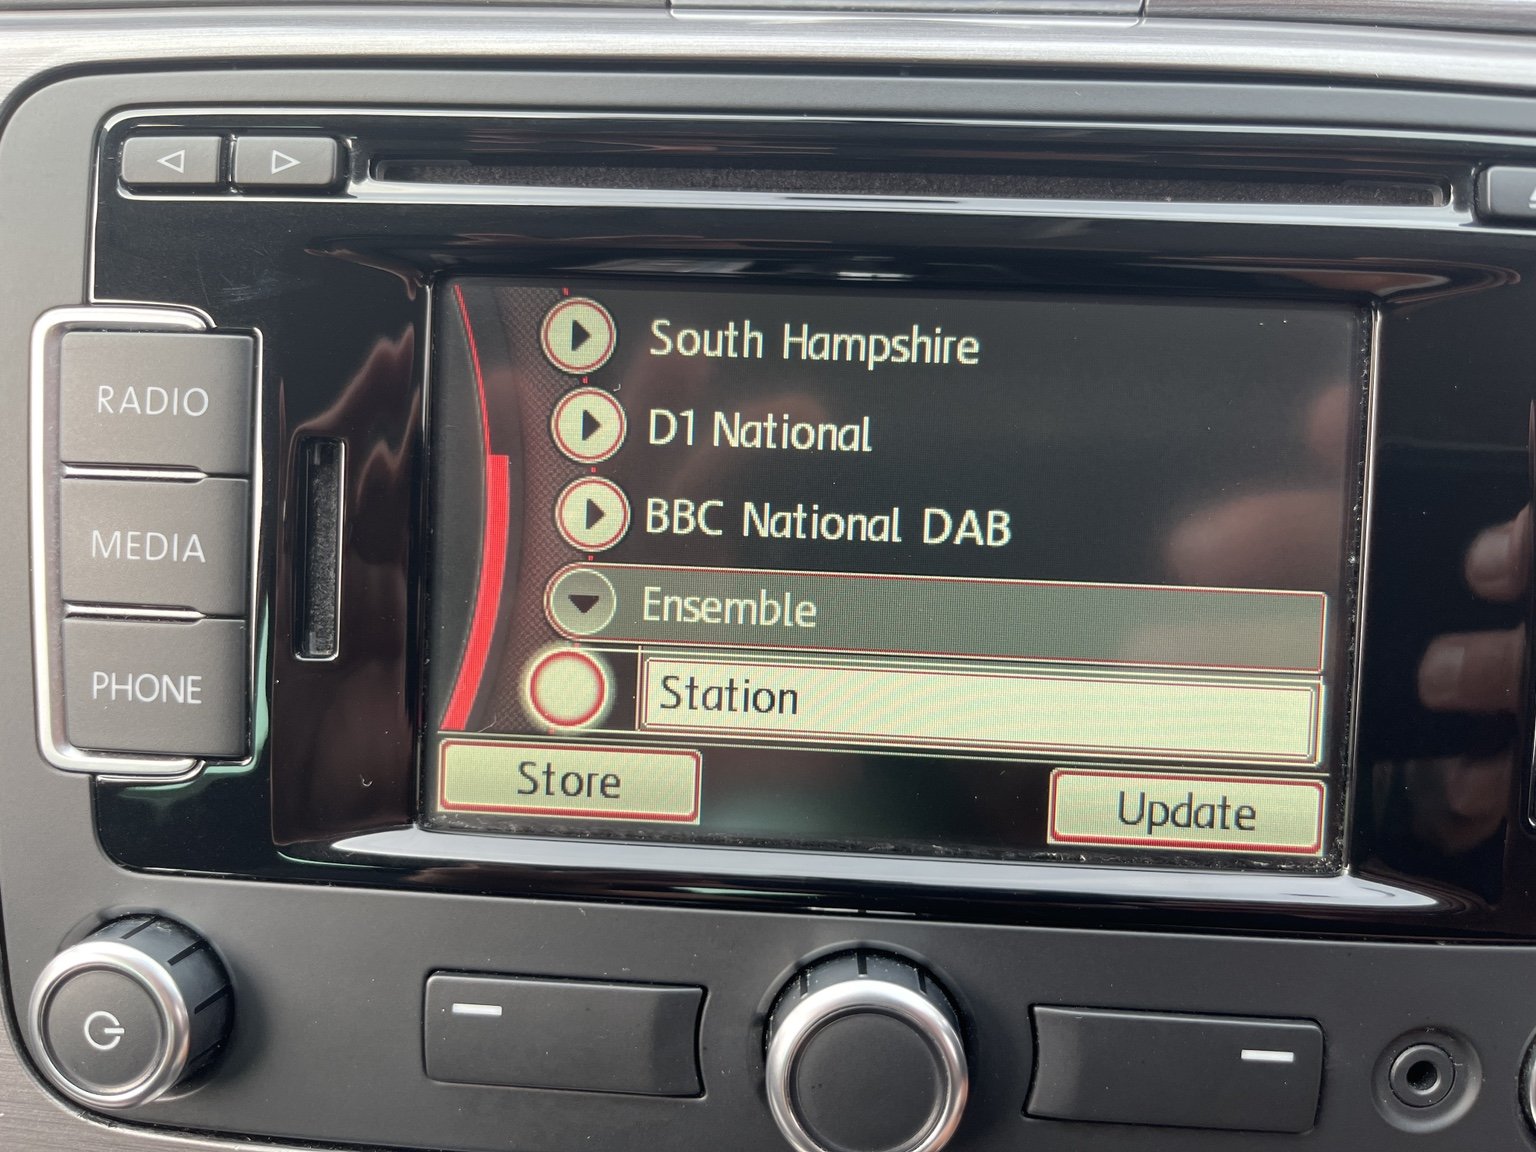 RADIO
MEDIA
PHONE
South Hampshire
D1 National
BBC National DAB
Ensemble
Station
Store
Update